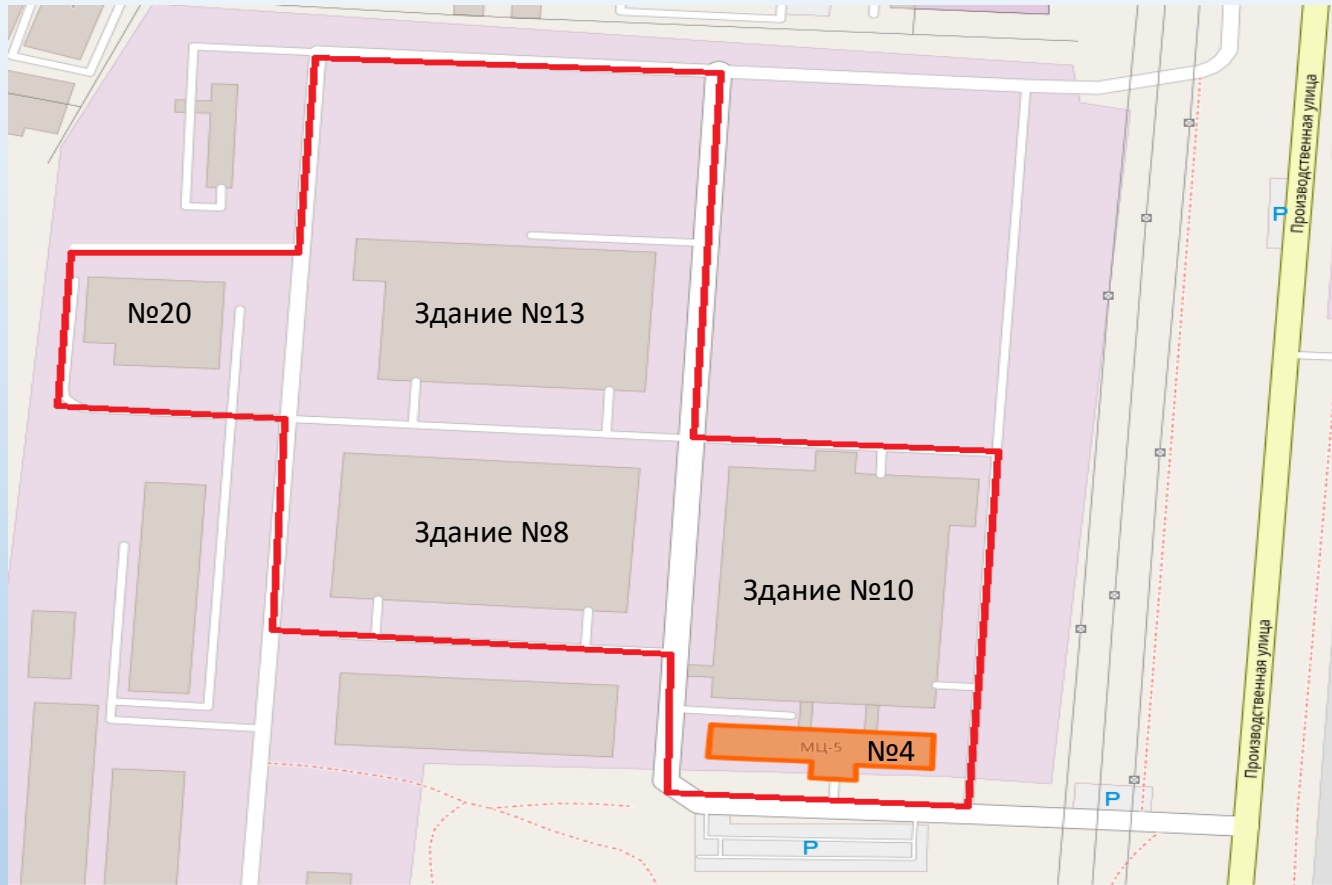 Производственная улица
P
№20
Здание №13
Здание №8
Здание №10
Производственная улица
МЦ-5
№4
P
P